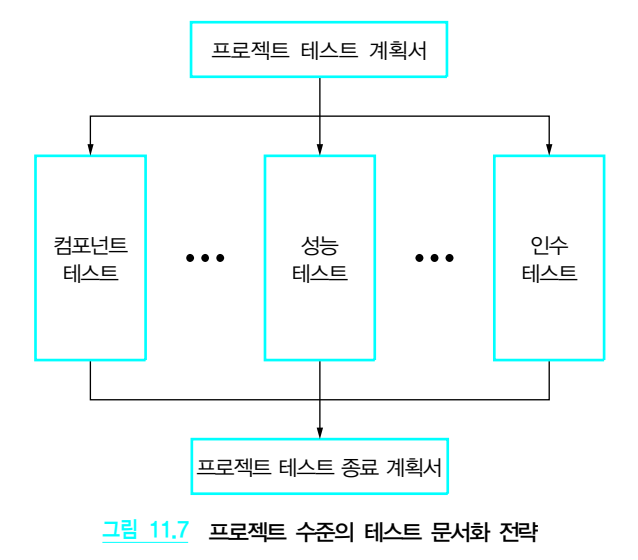 프로젝트 테스트 계획서
컴포넌트
테스트
성능
테스트
인수
테스트
프로젝트 테스트 종료 계획서
그림 11.7 프로젝트 수준의 테스트 문서화 전략